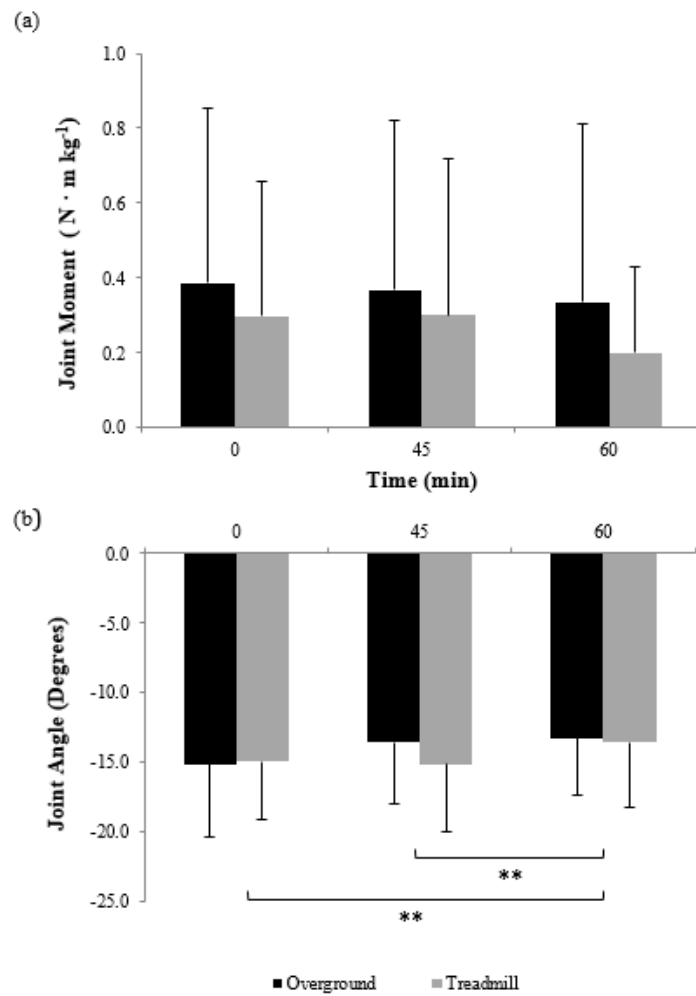 (a)
1.0
0.8
0.6
0.4
0.2
0.0
Joint Moment ( N · m kg-1)
0 45 60
Time (min)
(b)
0 45 60
0.0
-5.0
-10.0
-15.0
-20.0
-25.0
Joint Angle (Degrees)
**
**
Overground Treadmill